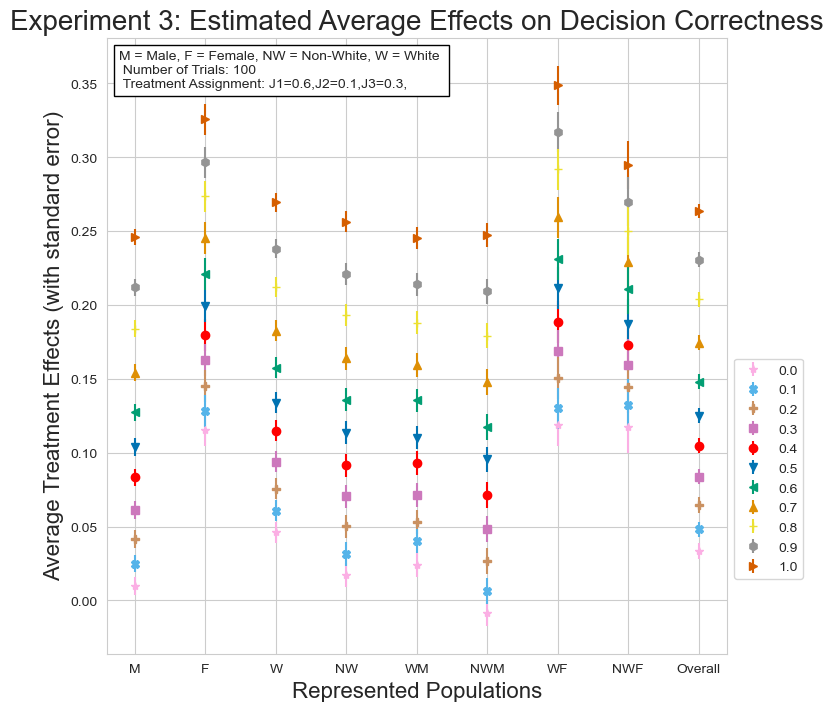 Experiment 3: Estimated Average Effects on Decision Correctness
M = Male, F = Female, NW = Non-White, W = White
Number of Trials: 100
Treatment Assignment: J1=0.6,J2=0.1,J3=0.3,
Average Treatment Effects (with standard error)
0.35
0.30
0.25
0.20
0.15
0.10
0.05
0.00
M F W NW WM NWM WF NWF Overall
Represented Populations
0.0
0.1
0.2
0.3
0.4
0.5
0.6
0.7
0.8
0.9
1.0